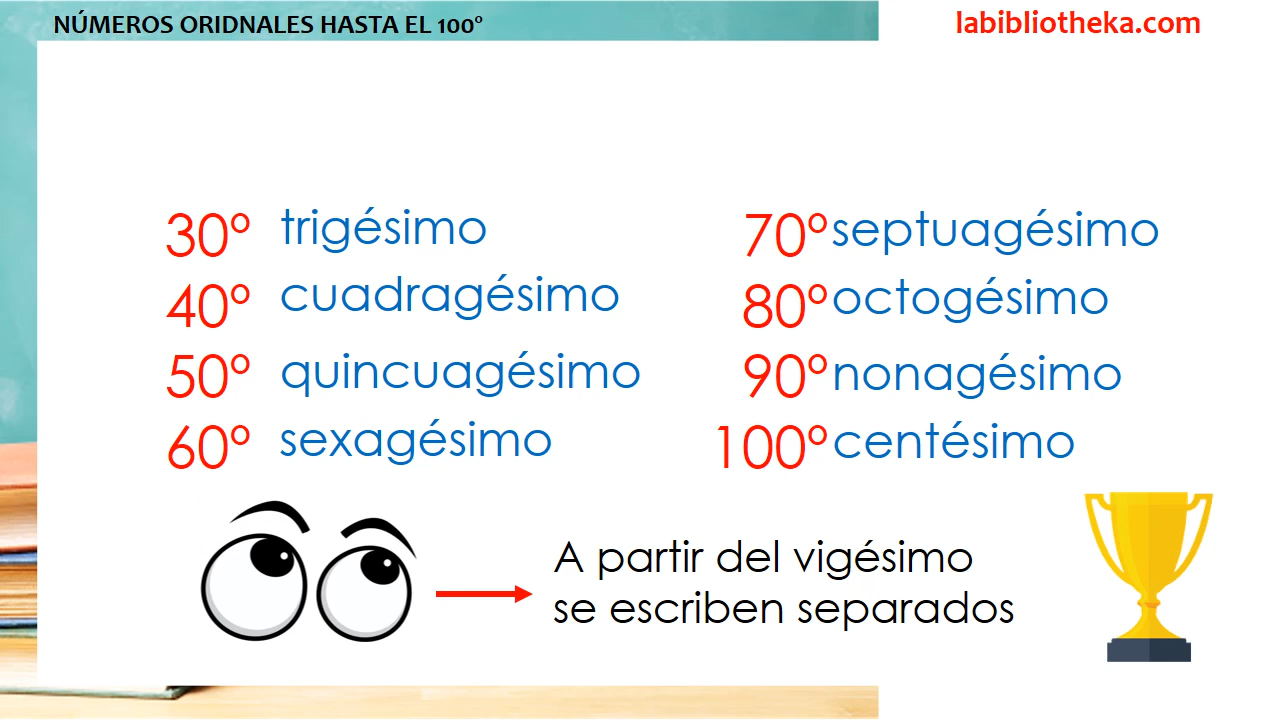 NÚMEROS ORIDNALES HASTA EL 100º
labibliotheka.com
30º trigésimo
40º cuadragésimo
50º quincuagésimo
60º sexagésimo
70º septuagésimo
80º octogésimo
90º nonagésimo
100º centésimo
A partir del vigésimo
se escriben separados